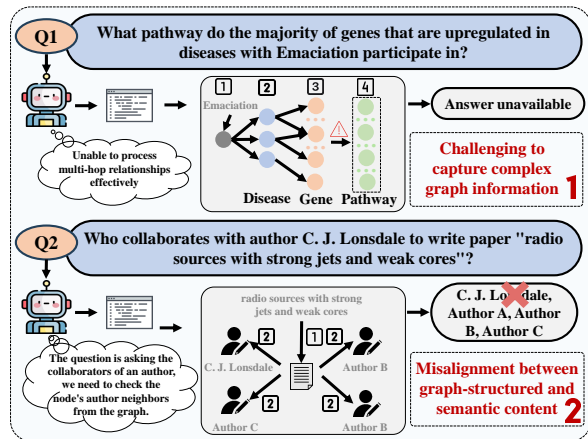 Q1
What pathway do the majority of genes that are upregulated in
diseases with Emaciation participate in?
1
2
3
4
Emaciation
Disease
Gene
Pathway
Answer unavailable
Unable to process
multi-hop relationships
effectively
Challenging to
capture complex
graph information
1
Q2
Who collaborates with author C. J. Lonsdale to write paper "radio
sources with strong jets and weak cores"?
radio sources with strong
jets and weak cores
2
1
2
C. J. Lonsdale
Author B
2
2
Author C
Author B
C. J. Lonsdale,
Author A, Author
B, Author C
The question is asking the
collaborators of an author,
we need to check the
node's author neighbors
from the graph.
Misalignment between
graph-structured and
semantic content
2